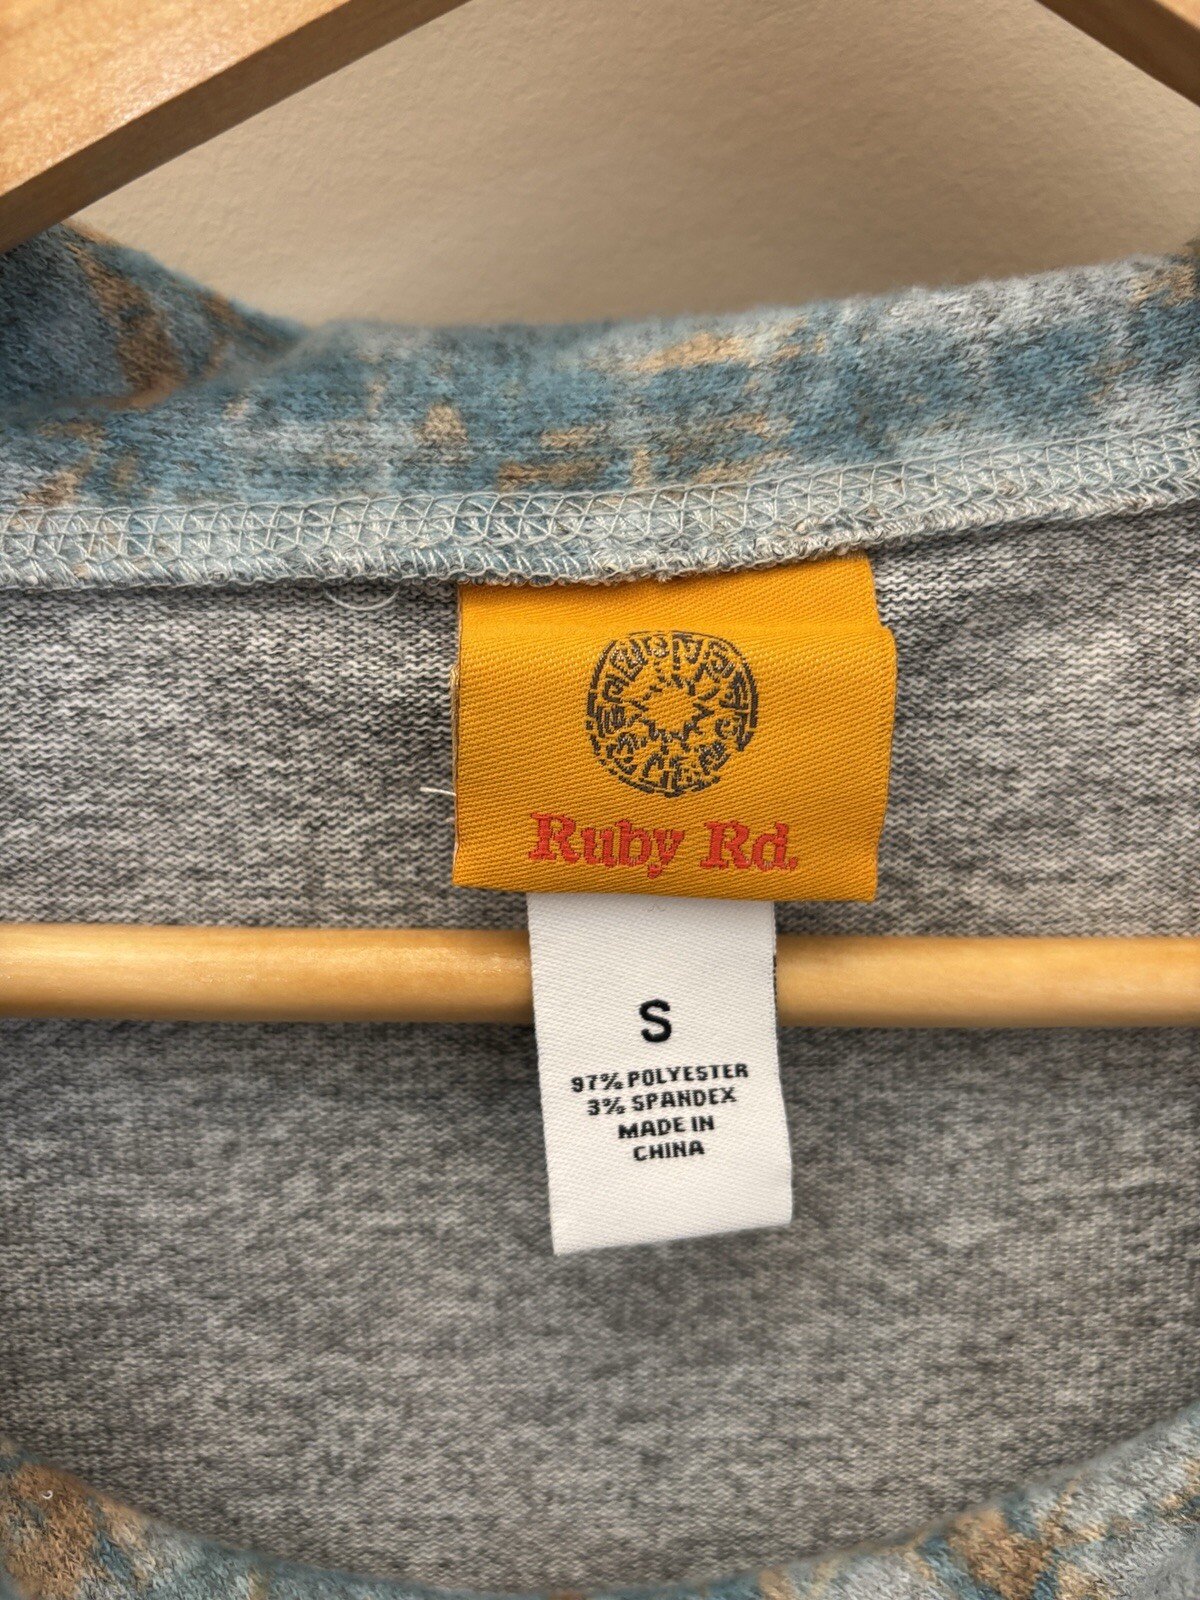 Ruby Rd.
S
97% POLYESTER
3% SPANDEX
MADE IN
CHINA